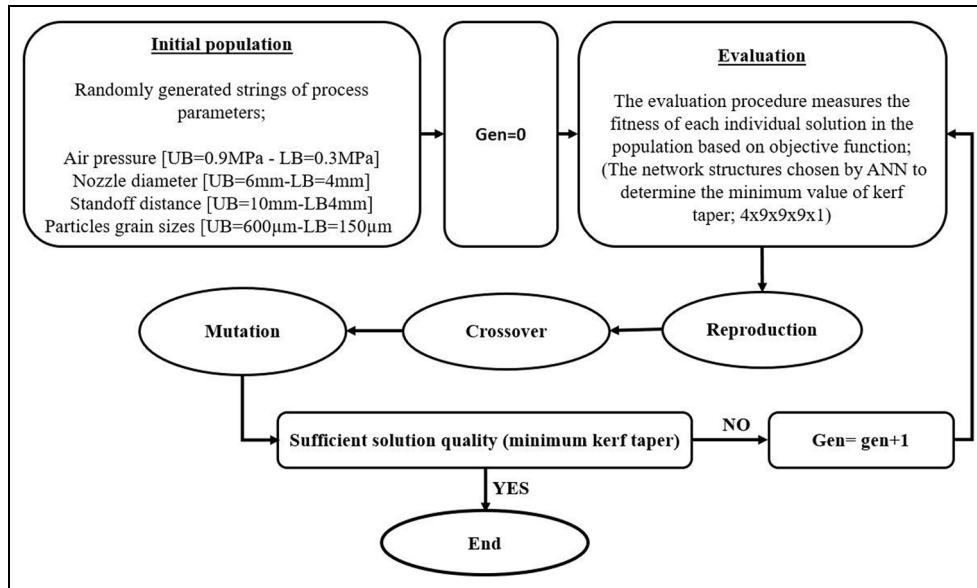 Initial population
Randomly generated strings of process
parameters;
Air pressure [UB=0.9MPa - LB=0.3MPa]
Nozzle diameter [UB=6mm-LB=4mm]
Standoff distance [UB=10mm-LB4mm]
Particles grain sizes [UB=600µm-LB=150µm
Gen=0
Evaluation
The evaluation procedure measures the
fitness of each individual solution in the
population based on objective function;
(The network structures chosen by ANN to
determine the minimum value of kerf
taper; 4x9x9x9x1)
Reproduction
Crossover
Mutation
Sufficient solution quality (minimum kerf taper)
NO
Gen= gen+1
YES
End